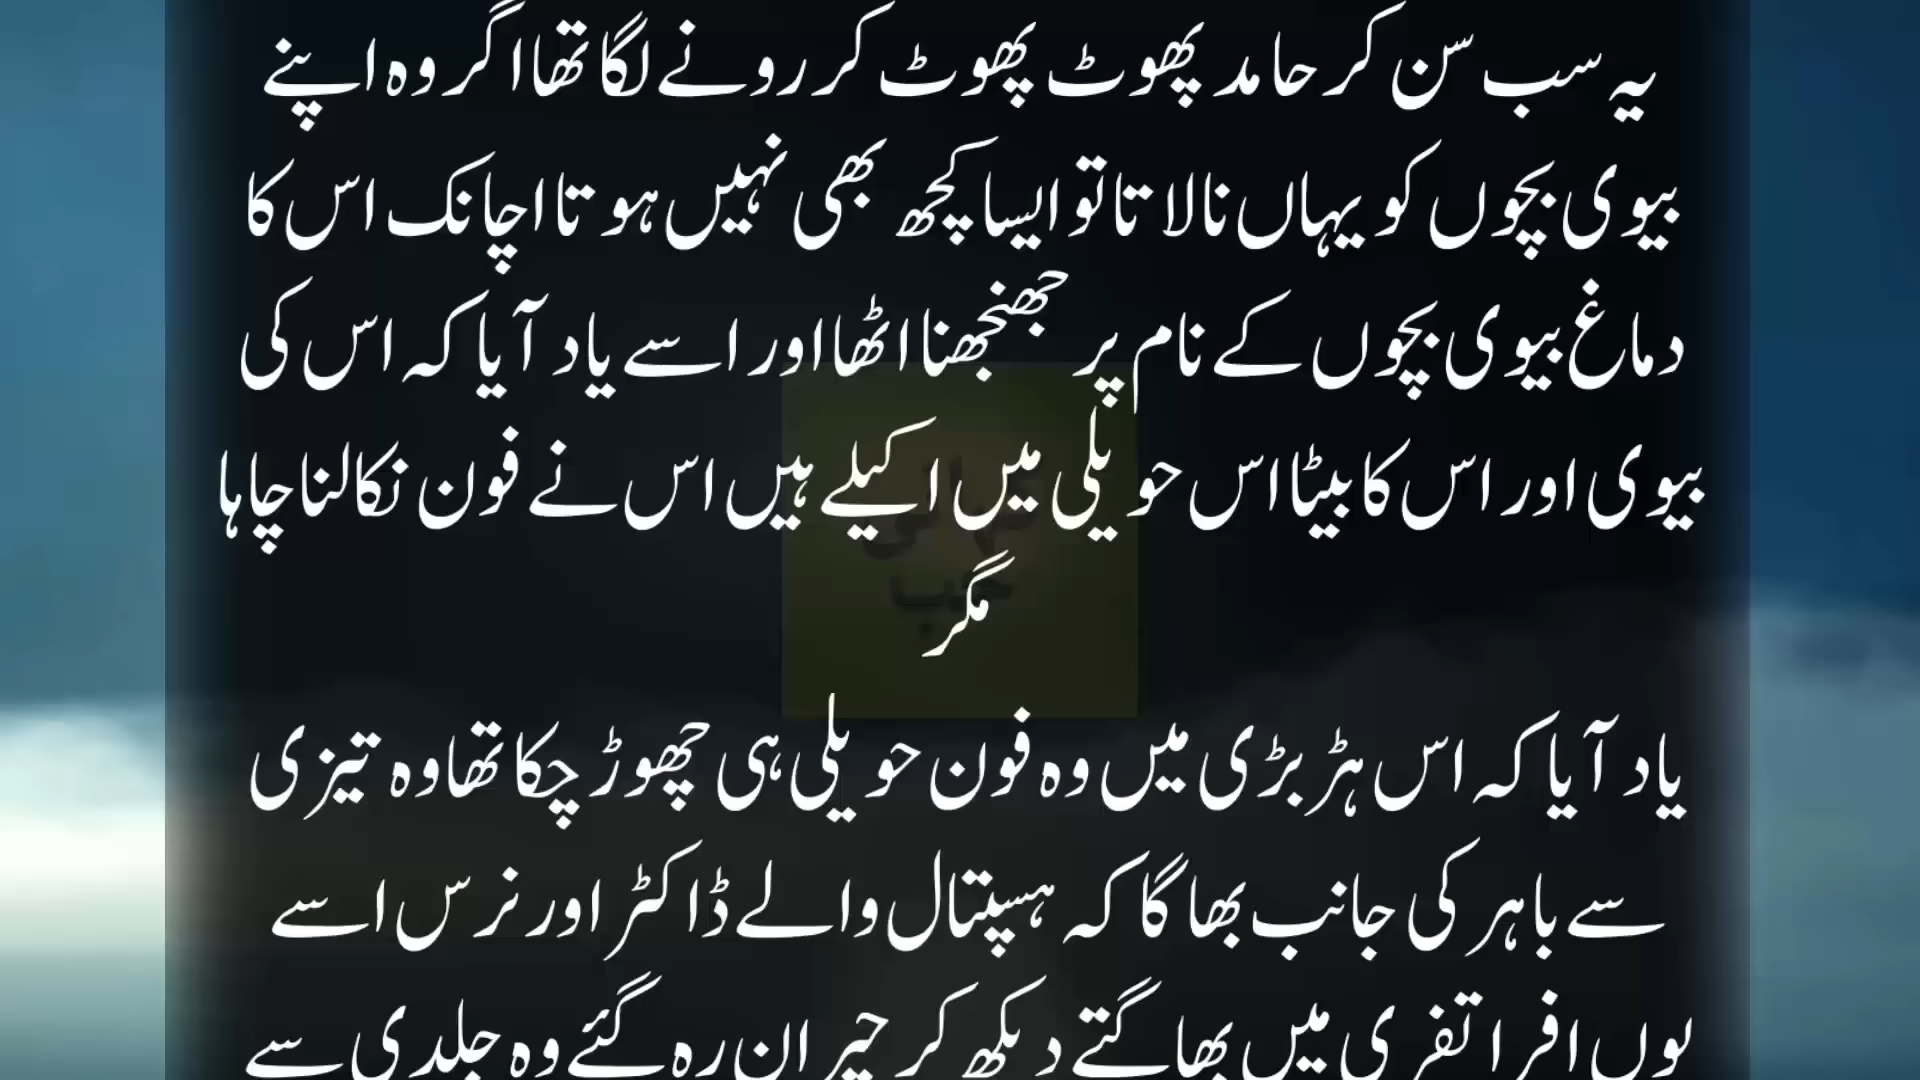 یہ سب سن کر حامد پھوٹ پھوٹ کر رونے لگا تھا اگر وہ اپنے
بیوی بچوں کو یہاں نا لاتا تو ایسا کچھ بھی نہیں ہوتا اچانک اس کا
دماغ بیوی بچوں کے نام پر جھنجھنا اٹھا اور اسے یاد آیا کہ اس کی
بیوی اور اس کا بیٹا اس حویلی میں اکیلے ہیں اس نے فون نکالنا چاہا
مگر
یاد آیا کہ اس ہڑبڑی میں وہ فون حویلی ہی چھوڑ چکا تھا وہ تیزی
سے باہر کی جانب بھاگا کہ ہسپتال والے ڈاکٹر اور نرس اسے
یوں افراتفری میں بھاگتے دیکھ کر حیران رہ گئے وہ جلدی سے